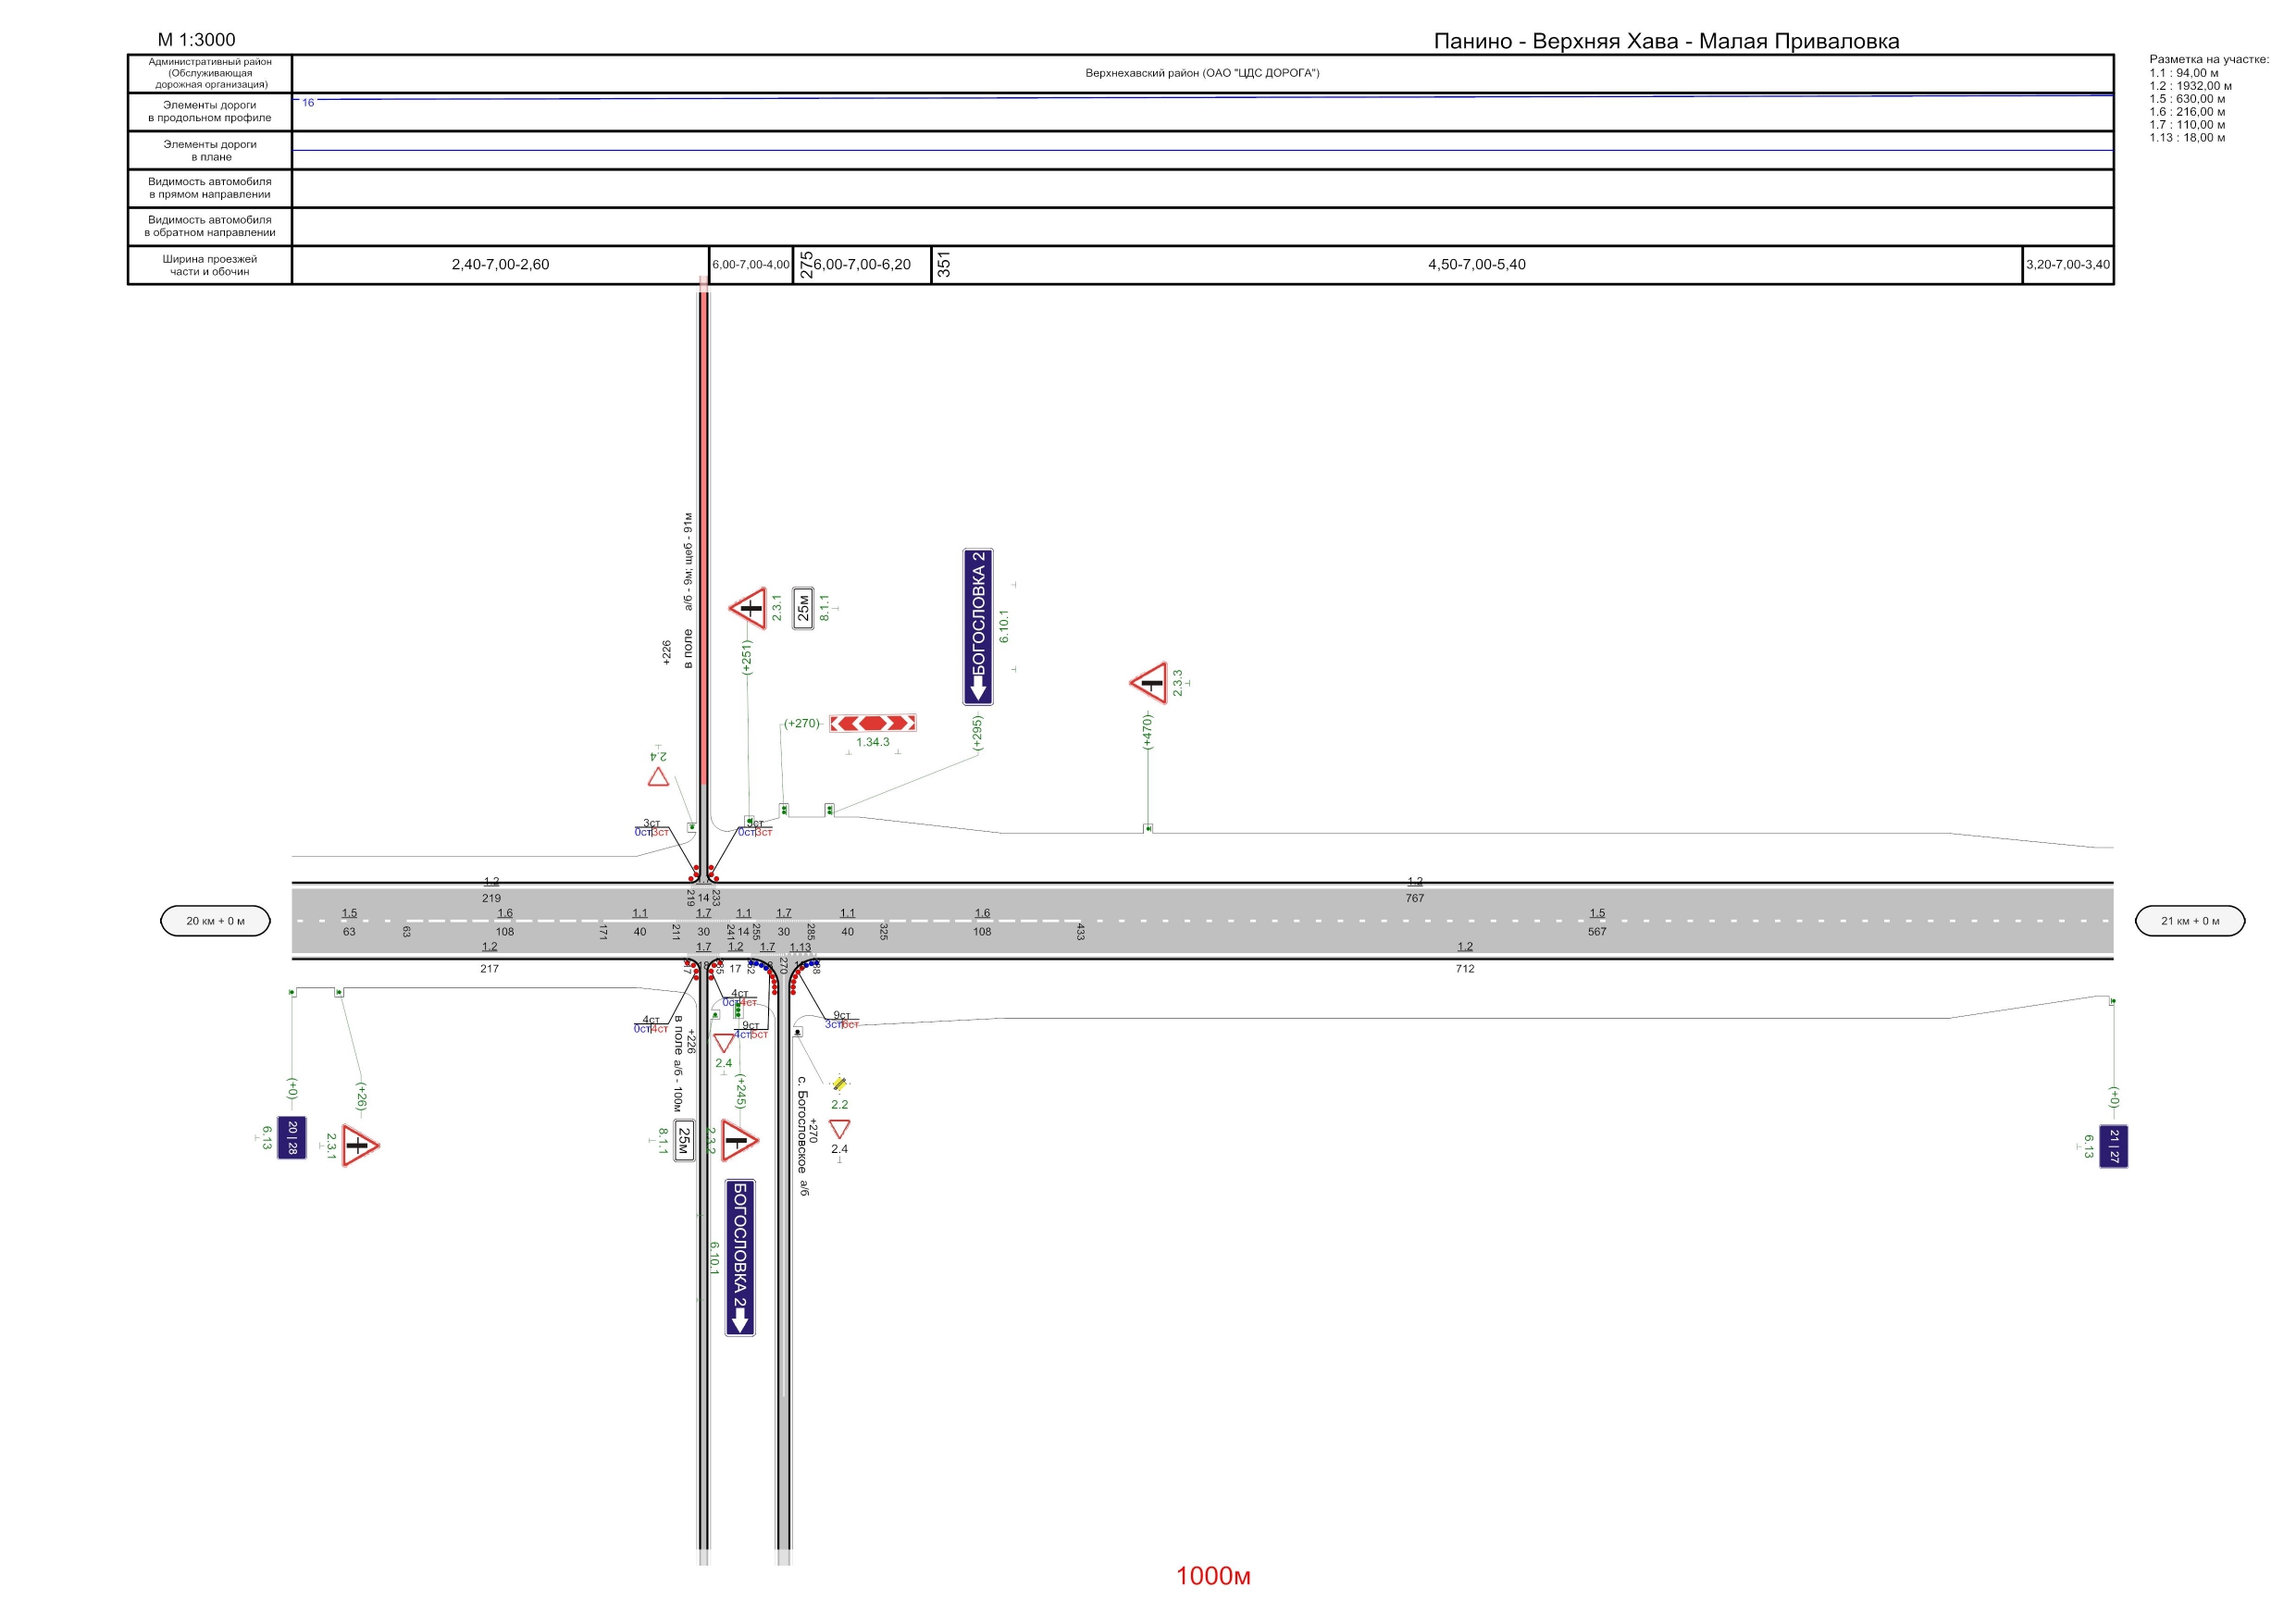 М 1:3000
Панино - Верхняя Хава - Малая Приваловка
Административный район
(Обслуживающая
дорожная организация)
Верхнехавский район (ОАО "ЦДС ДОРОГА")
Элементы дороги
в продольном профиле
16
Элементы дороги
в плане
Видимость автомобиля
в прямом направлении
Видимость автомобиля
в обратном направлении
Ширина проезжей
части и обочин
2,40-7,00-2,60
6,00-7,00-4,00
275
6,00-7,00-6,20
351
4,50-7,00-5,40
3,20-7,00-3,40
Разметка на участке:
1.1 : 94,00 м
1.2 : 1932,00 м
1.5 : 630,00 м
1.6 : 216,00 м
1.7 : 110,00 м
1.13 : 18,00 м
а/б - 9м; щеб - 91м
в поле
+226
2.3.1
25м
8.1.1
(+251)
БОГОСЛОВКА 2
6.10.1
(+295)
2.3.3
(+470)
(+270)
1.34.3
2.4
3ст
0ст|3ст
3ст
0ст|3ст
1.2
219
219
14
233
1.2
767
20 км + 0 м
21 км + 0 м
1.5
63
63
1.6
108
171
1.1
40
211
1.7
30
241
1.1
14
255
1.7
30
285
1.1
40
325
1.6
108
433
1.5
567
1.2
217
1.7
1.2
17
1.7
270
1.13
1.2
712
4ст
0ст|4ст
4ст
0ст|4ст
9ст
4ст|5ст
9ст
3ст|6ст
+226
в поле а/б - 100м
2.4
(+245)
25м
8.1.1
2.3.2
БОГОСЛОВКА 2
6.10.1
с. Богословское а/б
+270
2.2
2.4
(+0)
20 | 28
6.13
(+26)
2.3.1
(+0)
21 | 27
6.13
1000м